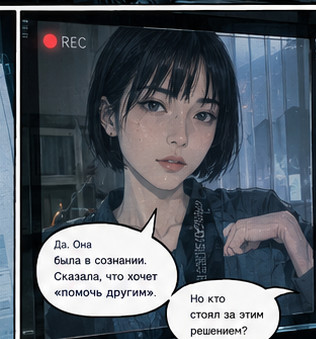 REC
Да. Она
была в сознании.
Сказала, что хочет
«помочь другим».
Но кто
стоял за этим
решением?